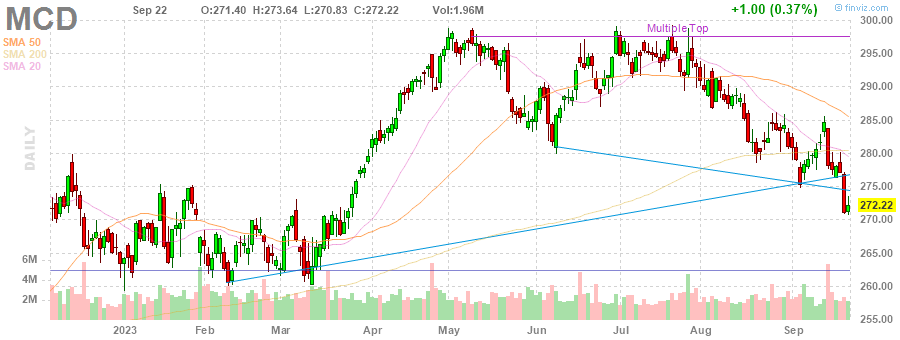 MCD Sep 22 O:271.40 H:273.64 L:270.83 C:272.22 Vol:1.96M +1.00 (0.37%) © finviz.com
SMA 50
SMA 200
SMA 20
DAILY
Multiple Top
300.00
295.00
290.00
285.00
280.00
275.00
272.22
270.00
265.00
260.00
255.00
6M
4M
2M
2023 Feb Mar Apr May Jun Jul Aug Sep